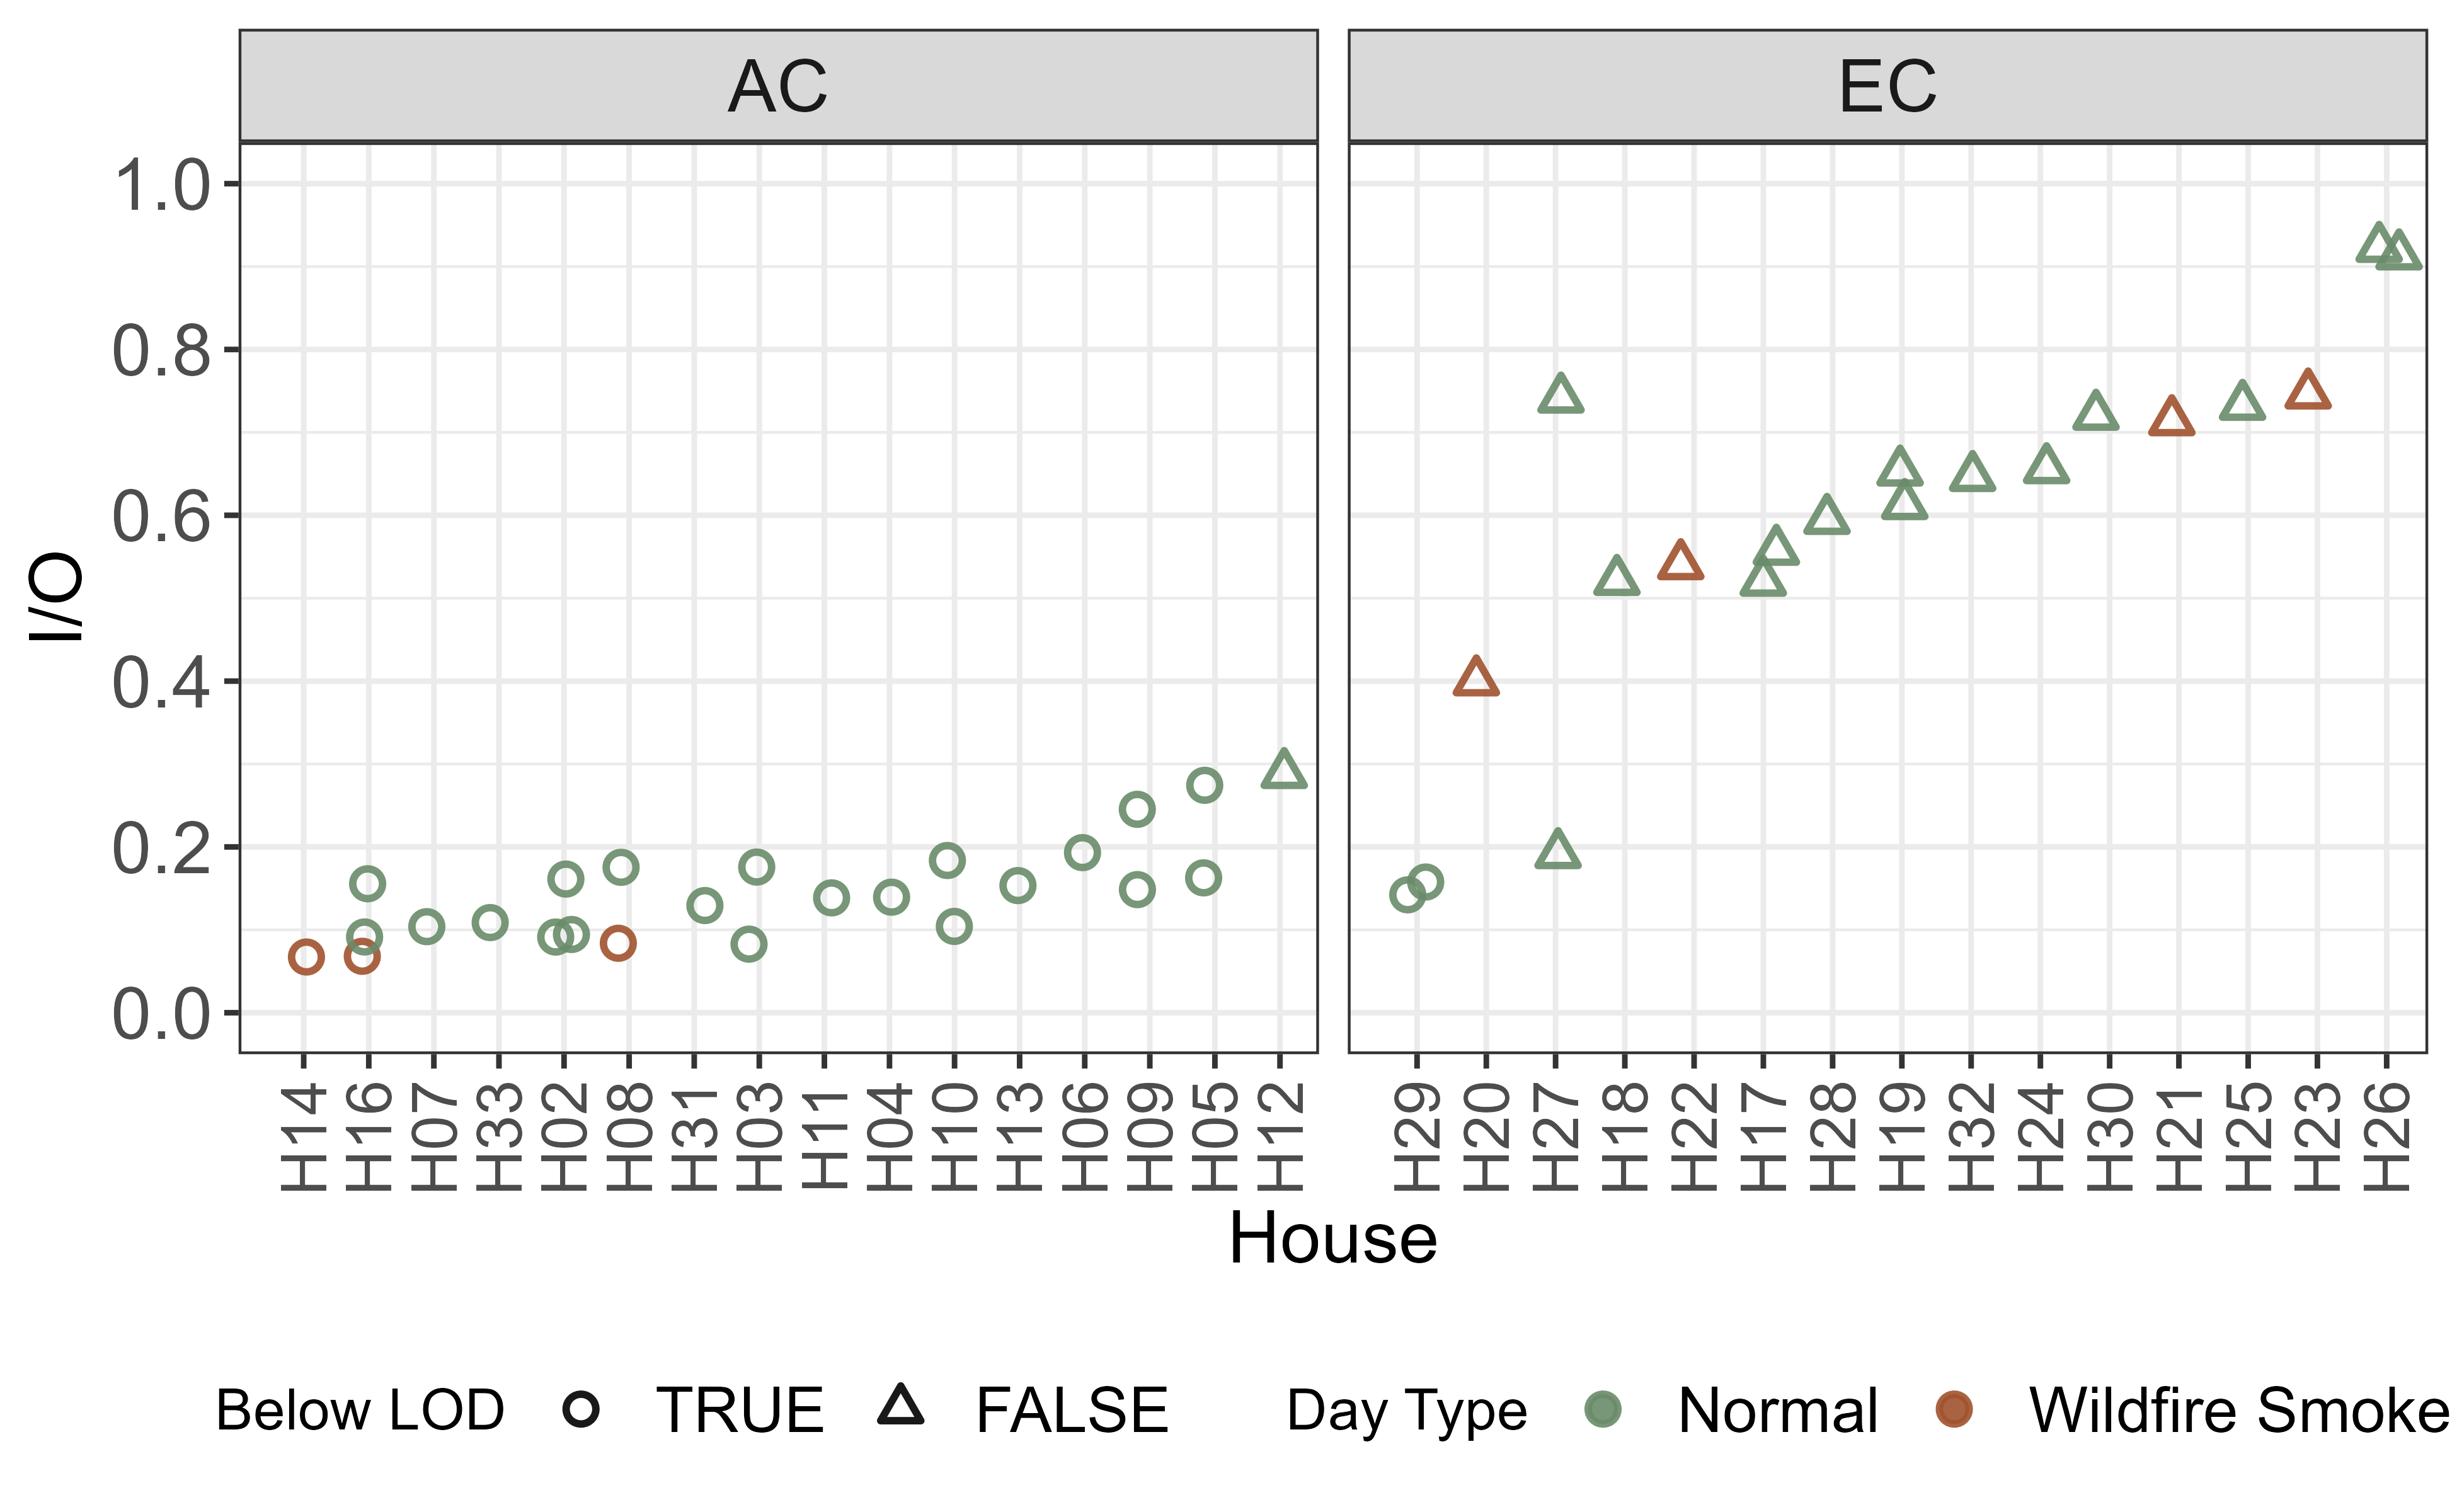 AC EC
1.0
0.8
0.6
0.4
0.2
0.0
I/O
H14 H16 H07 H33 H02 H08 H31 H03 H11 H04 H10 H13 H06 H09 H05 H12 H29 H20 H27 H18 H22 H17 H28 H19 H32 H24 H30 H21 H25 H23 H26
House
Below LOD TRUE FALSE Day Type Normal Wildfire Smoke